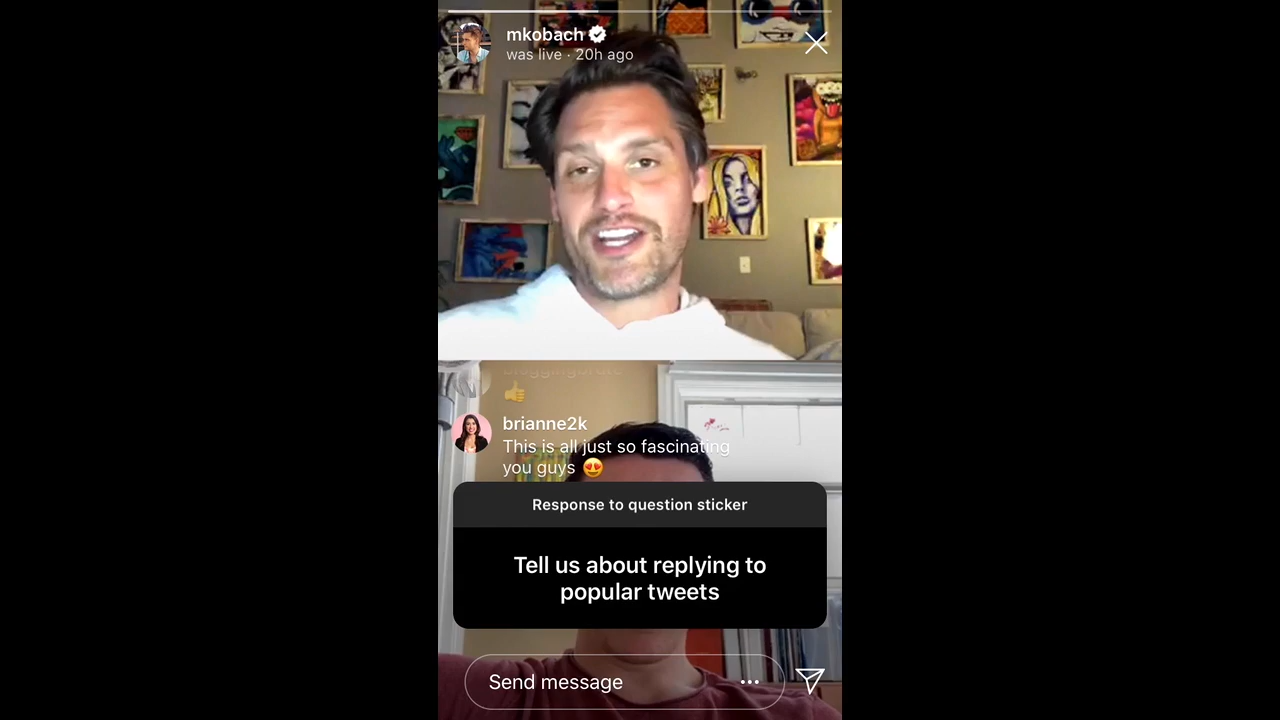 mkobach
was live · 20h ago
brianne2k
This is all just so fascinating
you guys 😍
Response to question sticker
Tell us about replying to
popular tweets
Send message